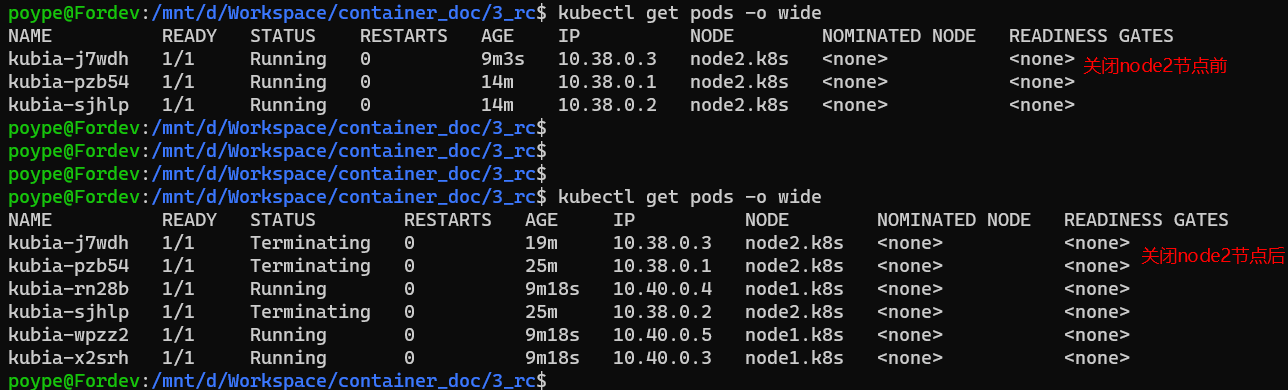 poype@Fordev:/mnt/d/Workspace/container_doc/3_rc$ kubectl get pods -o wide
NAME READY STATUS RESTARTS AGE IP NODE NOMINATED NODE READINESS GATES
kubia-j7wdh 1/1 Running 0 9m3s 10.38.0.3 node2.k8s <none> <none> 关闭node2节点前
kubia-pzb54 1/1 Running 0 14m 10.38.0.1 node2.k8s <none> <none>
kubia-sjhlp 1/1 Running 0 14m 10.38.0.2 node2.k8s <none> <none>
poype@Fordev:/mnt/d/Workspace/container_doc/3_rc$
poype@Fordev:/mnt/d/Workspace/container_doc/3_rc$
poype@Fordev:/mnt/d/Workspace/container_doc/3_rc$
poype@Fordev:/mnt/d/Workspace/container_doc/3_rc$ kubectl get pods -o wide
NAME READY STATUS RESTARTS AGE IP NODE NOMINATED NODE READINESS GATES
kubia-j7wdh 1/1 Terminating 0 19m 10.38.0.3 node2.k8s <none> <none> 关闭node2节点后
kubia-pzb54 1/1 Terminating 0 25m 10.38.0.1 node2.k8s <none> <none>
kubia-rn28b 1/1 Running 0 9m18s 10.40.0.4 node1.k8s <none> <none>
kubia-sjhlp 1/1 Terminating 0 25m 10.38.0.2 node2.k8s <none> <none>
kubia-wpzz2 1/1 Running 0 9m18s 10.40.0.5 node1.k8s <none> <none>
kubia-x2srh 1/1 Running 0 9m18s 10.40.0.3 node1.k8s <none> <none>
poype@Fordev:/mnt/d/Workspace/container_doc/3_rc$